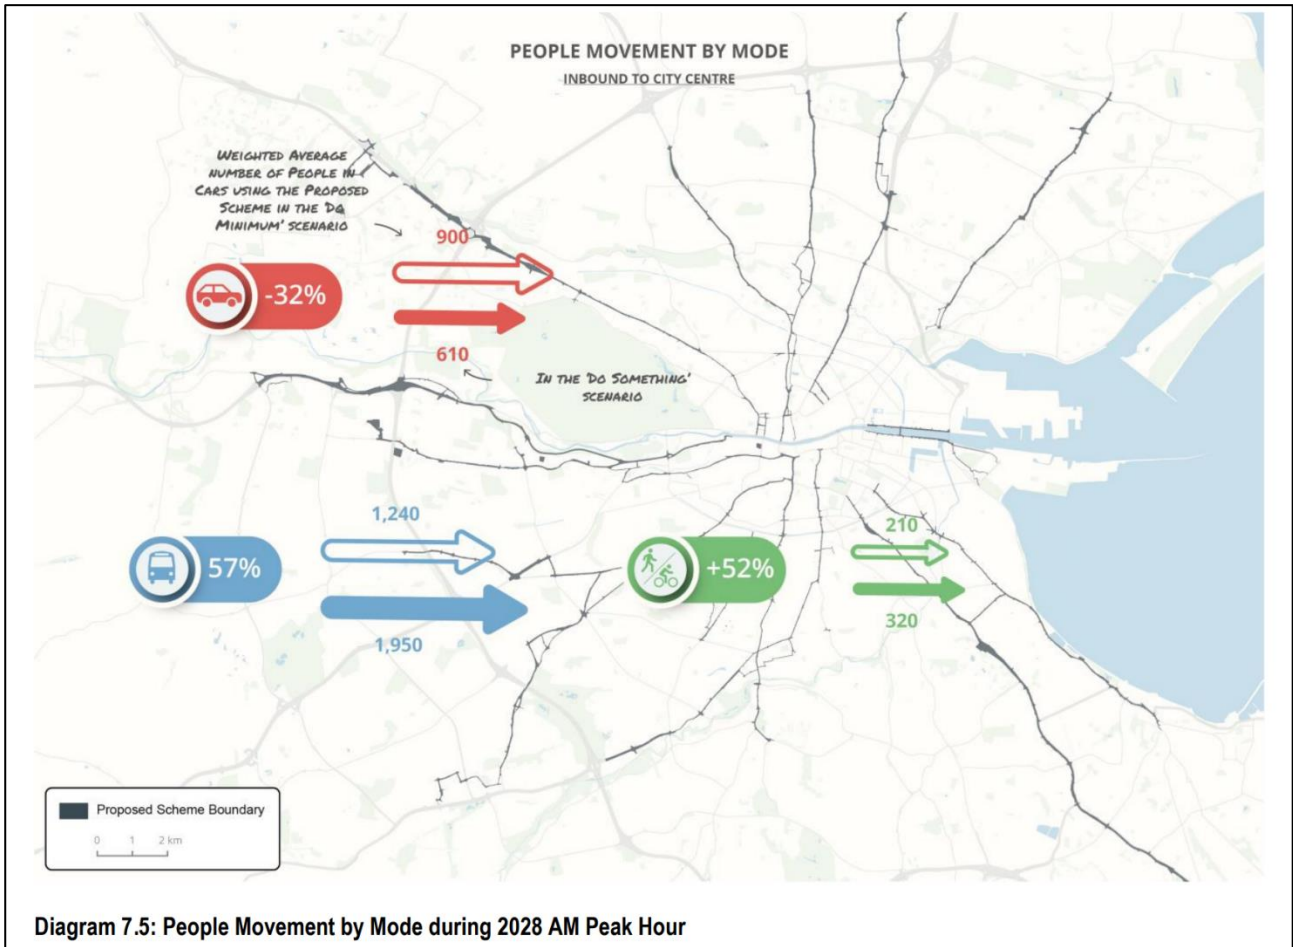 PEOPLE MOVEMENT BY MODE
INBOUND TO CITY CENTRE
WEIGHTED AVERAGE
NUMBER OF PEOPLE IN
CARS USING THE PROPOSED
SCHEME IN THE 'DO
MINIMUM' SCENARIO
900
-32%
610
IN THE 'DO SOMETHING'
SCENARIO
1,240
57%
1,950
210
+52%
320
Proposed Scheme Boundary
0 1 2 km
Diagram 7.5: People Movement by Mode during 2028 AM Peak Hour